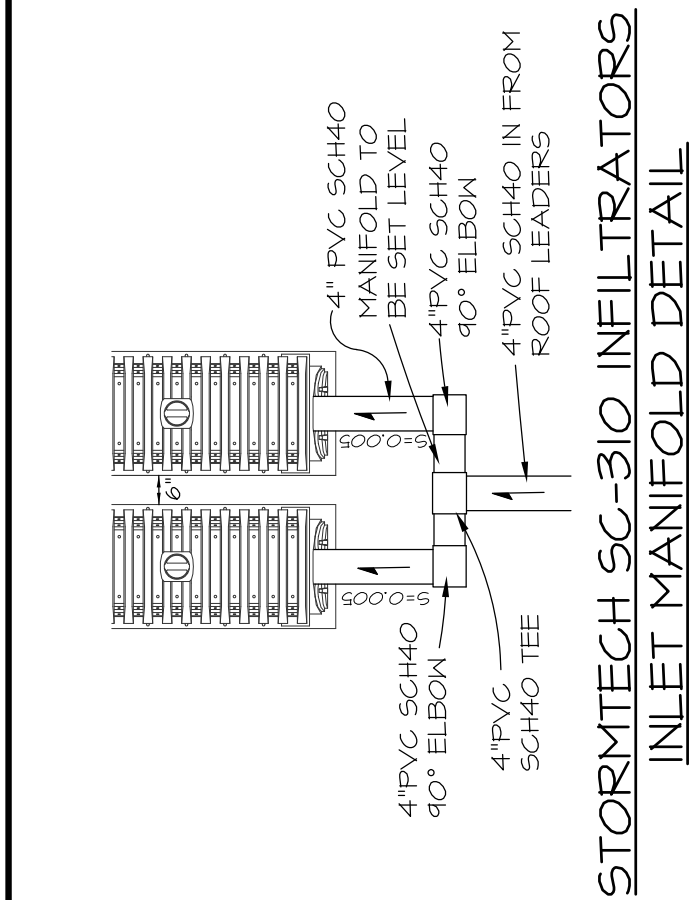 4" PVC SCH40
MANIFOLD TO
BE SET LEVEL
4"PVC SCH40
90° ELBOW
4"PVC SCH40 IN FROM
ROOF LEADERS
S=0.005
6"
S=0.005
4"PVC SCH40
90° ELBOW
4"PVC
SCH40 TEE
STORMTECH SC-310 INFILTRATORS
INLET MANIFOLD DETAIL